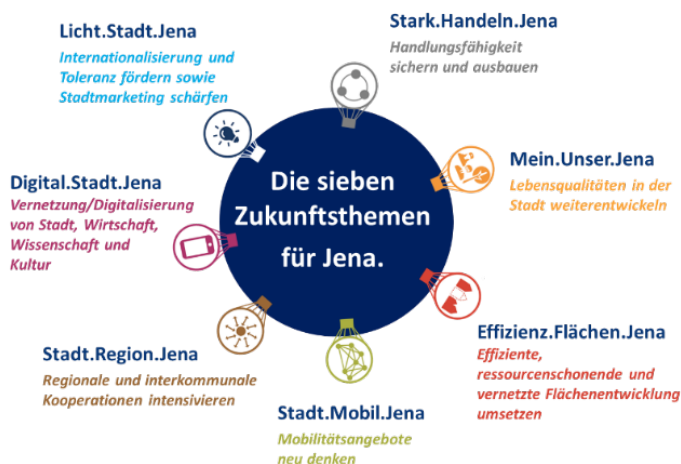 Die sieben
Zukunftsthemen
für Jena.
Stark.Handeln.Jena
Handlungsfähigkeit
sichern und ausbauen
Mein.Unser.Jena
Lebensqualitäten in der
Stadt weiterentwickeln
Effizienz.Flächen.Jena
Effiziente,
ressourcenschonende und
vernetzte Flächenentwicklung
umsetzen
Stadt.Mobil.Jena
Mobilitätsangebote
neu denken
Stadt.Region.Jena
Regionale und interkommunale
Kooperationen intensivieren
Digital.Stadt.Jena
Vernetzung/Digitalisierung
von Stadt, Wirtschaft,
Wissenschaft und
Kultur
Licht.Stadt.Jena
Internationalisierung und
Toleranz fördern sowie
Stadtmarketing schärfen